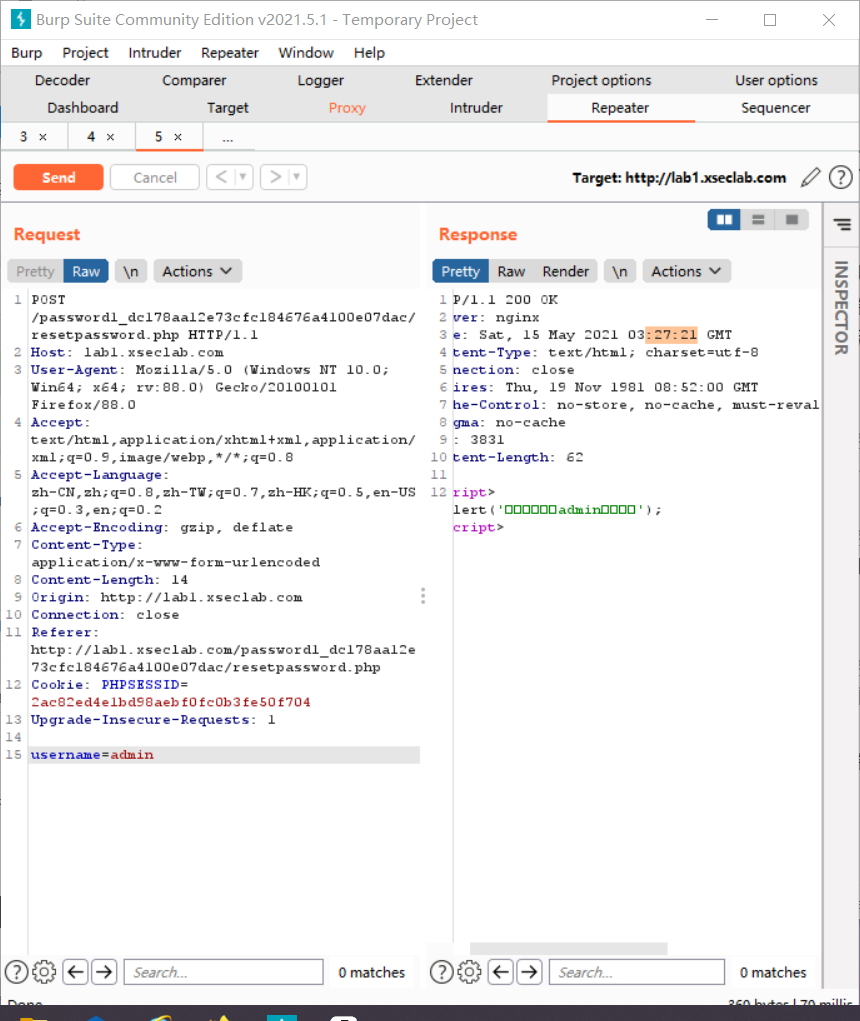 Burp Suite Community Edition v2021.5.1 - Temporary Project
Burp Project Intruder Repeater Window Help
Decoder Comparer Logger Extender Project options User options
Dashboard Target Proxy Intruder Repeater Sequencer
3 × 4 × 5 × ...
Send Cancel < > Target: http://lab1.xseclab.com ?
Request
Pretty Raw \n Actions
1 POST
/password1_dc178aa12e73cfc184676a4100e07dac/
resetpassword.php HTTP/1.1
2 Host: lab1.xseclab.com
3 User-Agent: Mozilla/5.0 (Windows NT 10.0;
Win64; x64; rv:88.0) Gecko/20100101
Firefox/88.0
4 Accept:
text/html,application/xhtml+xml,application/
xml;q=0.9,image/webp,*/*;q=0.8
5 Accept-Language:
zh-CN,zh;q=0.8,zh-TW;q=0.7,zh-HK;q=0.5,en-US
;q=0.3,en;q=0.2
6 Accept-Encoding: gzip, deflate
7 Content-Type:
application/x-www-form-urlencoded
8 Content-Length: 14
9 Origin: http://lab1.xseclab.com
10 Connection: close
11 Referer:
http://lab1.xseclab.com/password1_dc178aa12e
73cfc184676a4100e07dac/resetpassword.php
12 Cookie: PHPSESSID=
2ac82ed4e1bd98aebf0fc0b3fe50f704
13 Upgrade-Insecure-Requests: 1
14
15 username=admin
? Search... 0 matches
Response
Pretty Raw Render \n Actions
1 P/1.1 200 OK
2 ver: nginx
3 e: Sat, 15 May 2021 03:27:21 GMT
4 tent-Type: text/html; charset=utf-8
5 nection: close
6 ires: Thu, 19 Nov 1981 08:52:00 GMT
7 he-Control: no-store, no-cache, must-reval
8 gma: no-cache
9 : 3831
10 tent-Length: 62
11
12 ript>
lert('□□□□□□admin□□□□');
cript>
? Search... 0 matches
INSPECTOR
Done
360 bytes | 70 millis